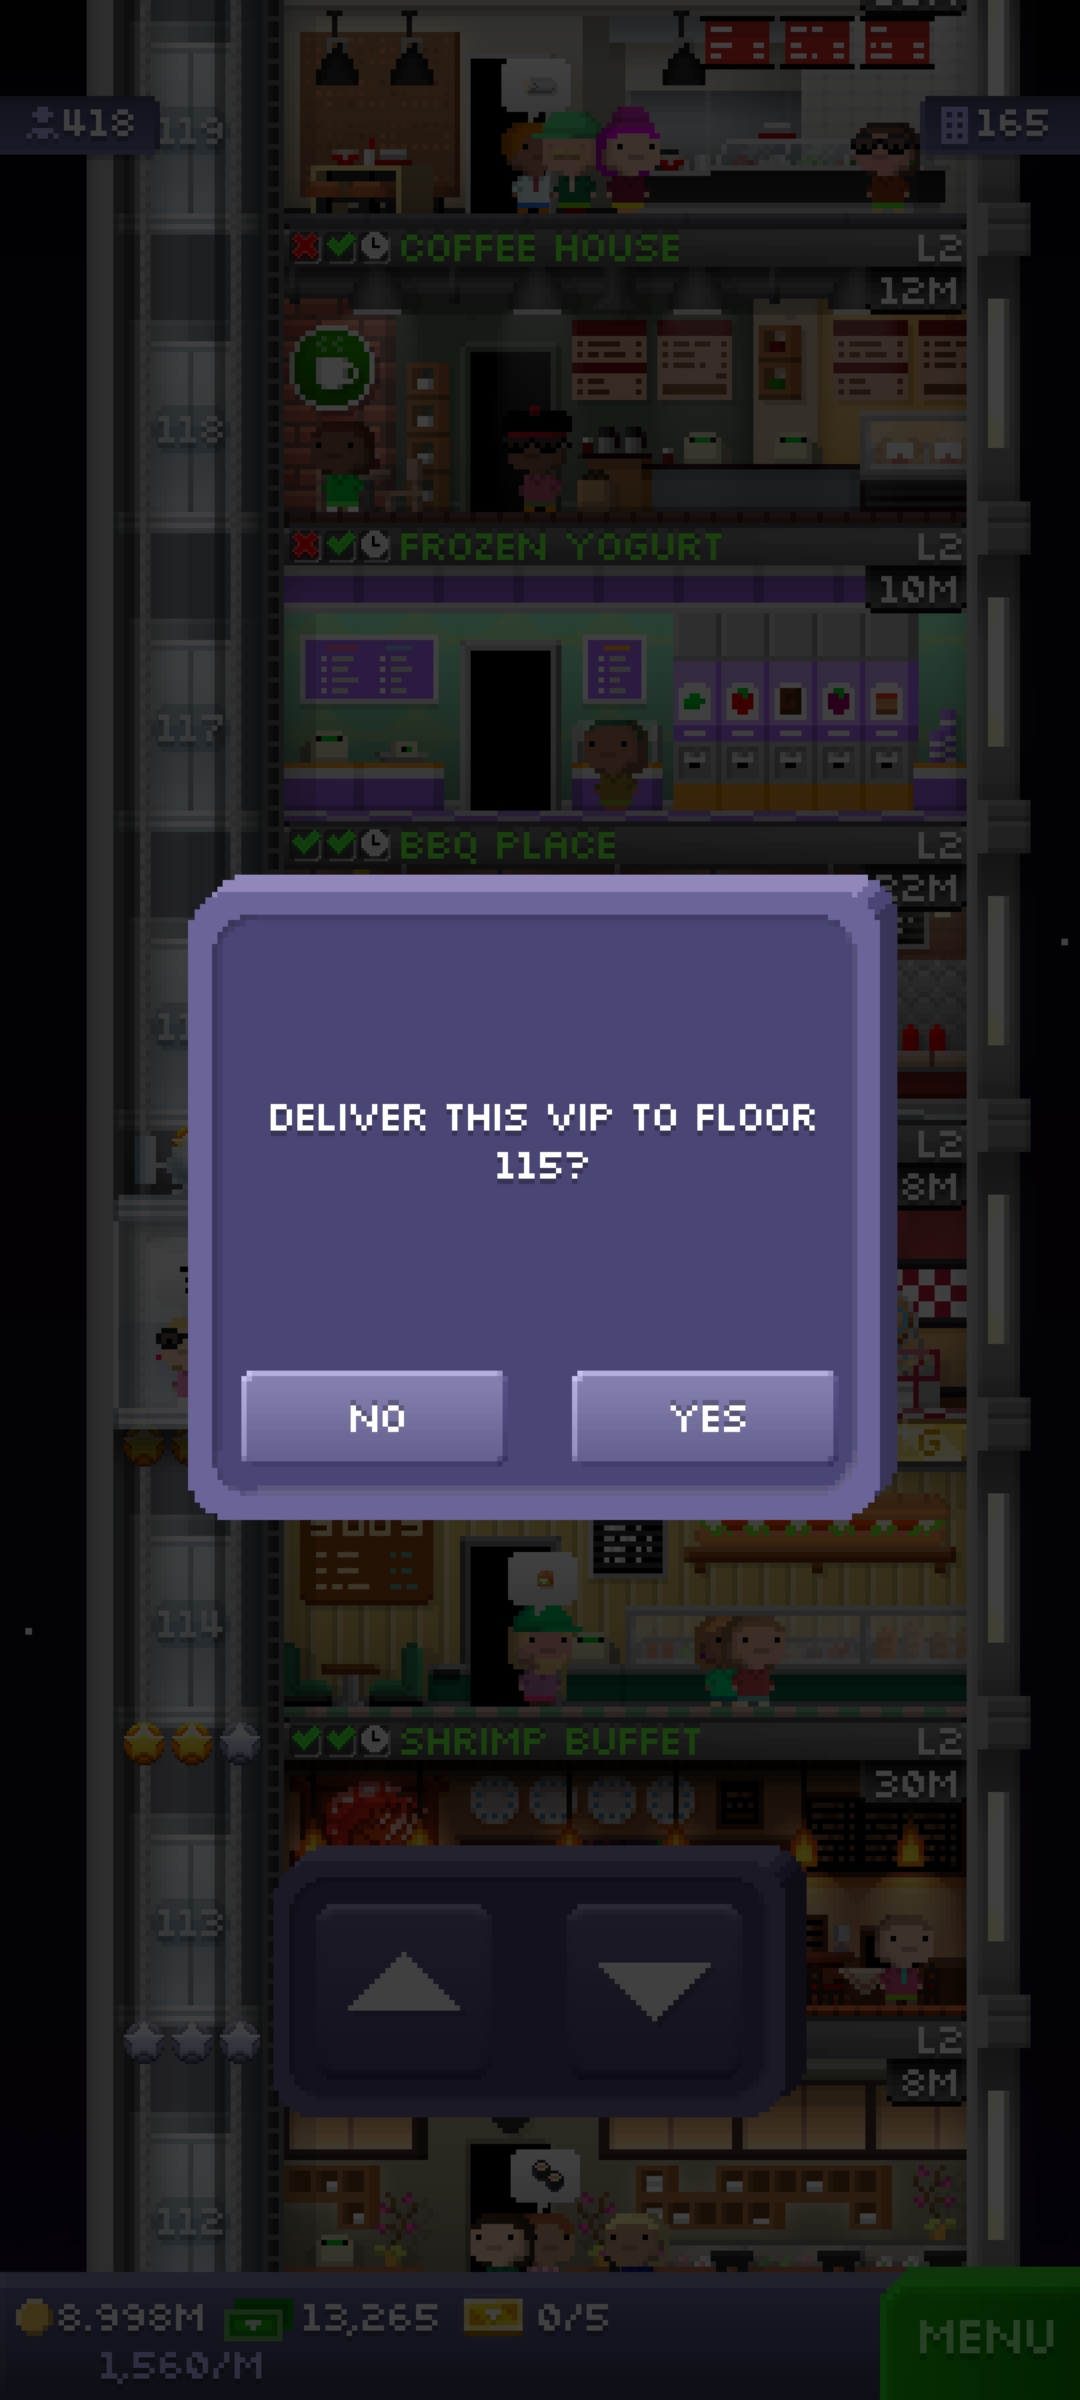 418
119
165
COFFEE HOUSE L2
12M
118
FROZEN YOGURT L2
10M
117
BBQ PLACE L2
DELIVER THIS VIP TO FLOOR
115?
L2
8M
NO YES
G
114
SHRIMP BUFFET L2
30M
113
L2
8M
112
8.998M 13,265 0/5
1,560/M
MENU